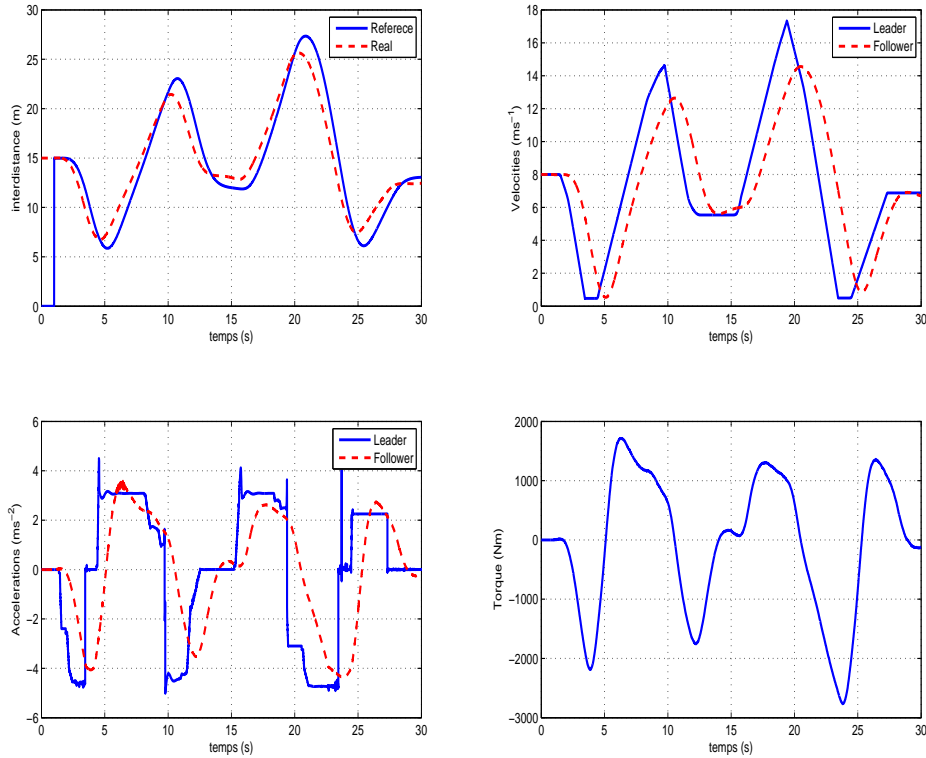 30
25
20
15
10
5
0
interdistance (m)
Referece
Real
0 5 10 15 20 25 30
temps (s)
18
16
14
12
10
8
6
4
2
0
Velocities (ms−1)
Leader
Follower
0 5 10 15 20 25 30
temps (s)
6
4
2
0
−2
−4
−6
Accelerations (ms−2)
Leader
Follower
0 5 10 15 20 25 30
temps (s)
2000
1000
0
−1000
−2000
−3000
Torque (Nm)
0 5 10 15 20 25 30
temps (s)